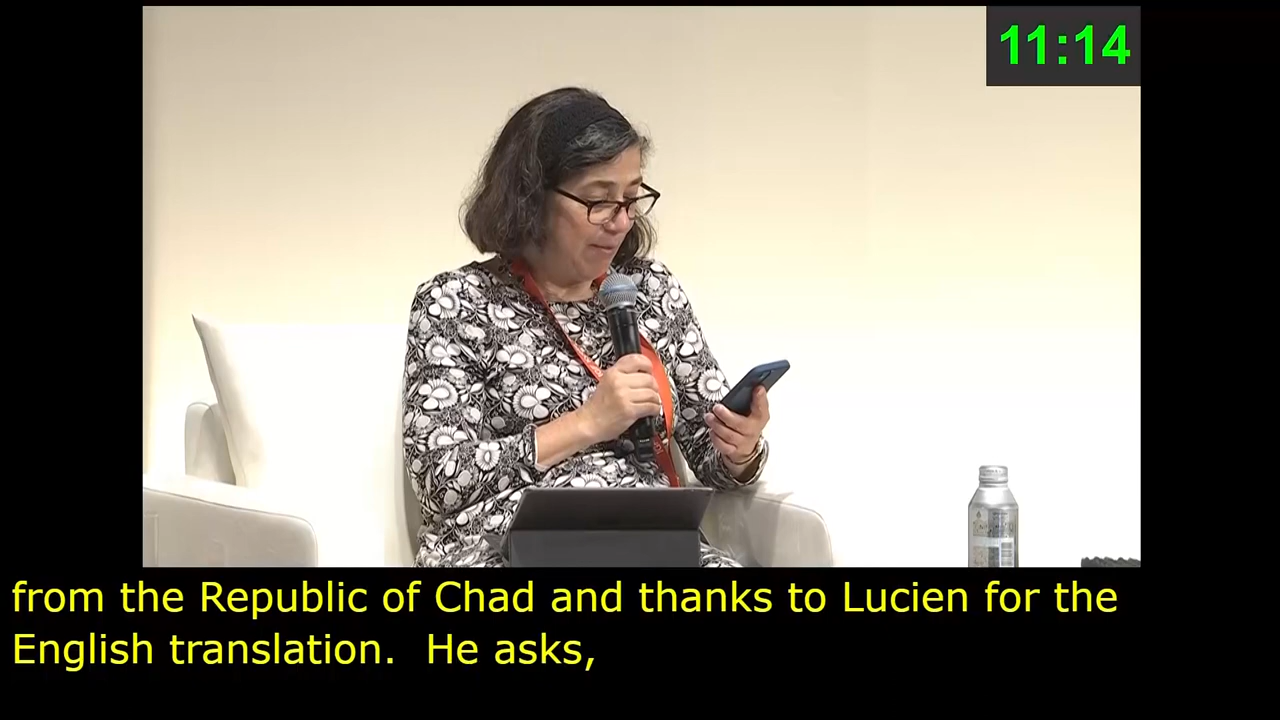 11:14
from the Republic of Chad and thanks to Lucien for the
English translation.  He asks,